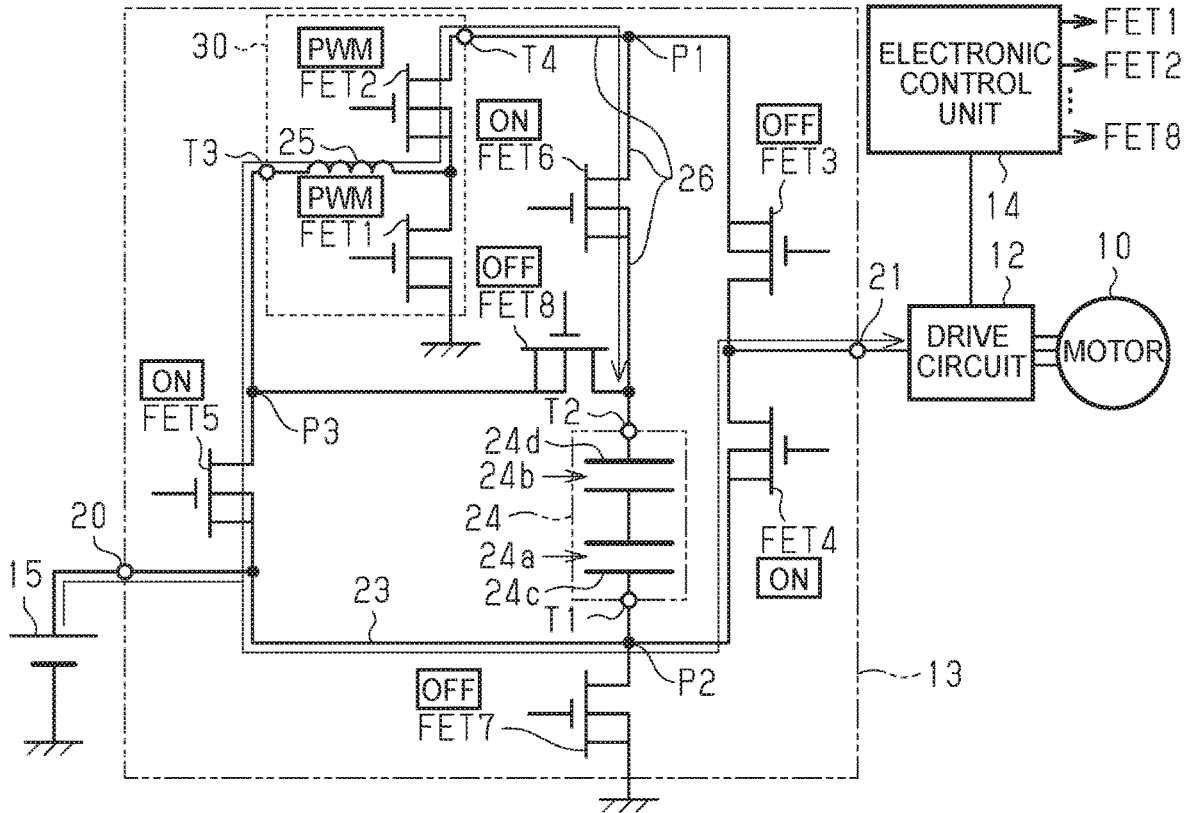 30
PWM
FET2
T4
P1
ELECTRONIC
CONTROL
UNIT
FET1
FET2
FET8
14
T3
25
PWM
FET1
ON
FET6
26
OFF
FET3
OFF
FET8
12
10
21
DRIVE
CIRCUIT
MOTOR
ON
FET5
P3
T2
24d
24b
24
24a
24c
T1
FET4
ON
20
15
23
P2
OFF
FET7
13